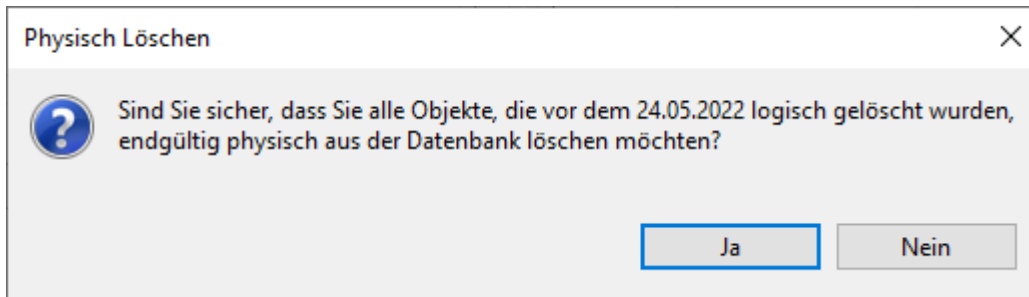 Physisch Löschen
Sind Sie sicher, dass Sie alle Objekte, die vor dem 24.05.2022 logisch gelöscht wurden,
endgültig physisch aus der Datenbank löschen möchten?
Ja
Nein